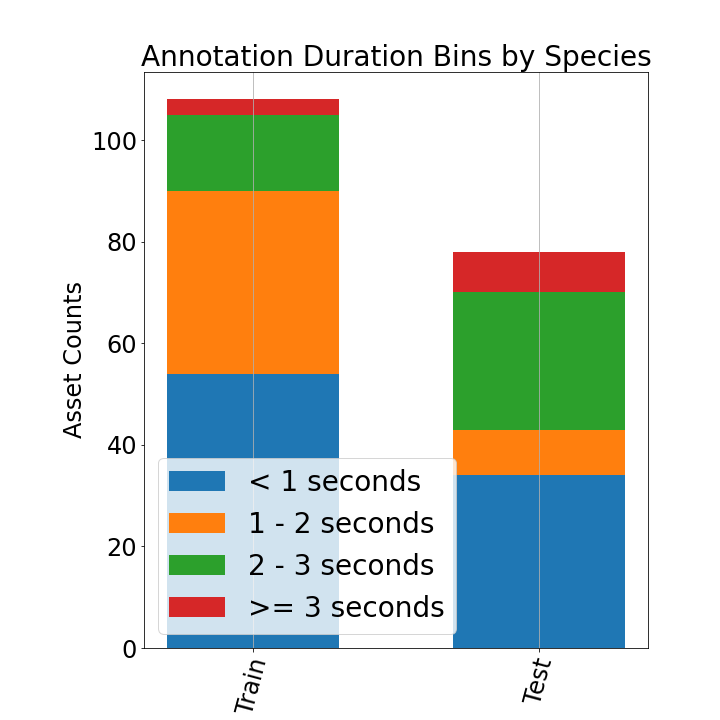 Annotation Duration Bins by Species
Asset Counts
100
80
60
40
20
0
< 1 seconds
1 - 2 seconds
2 - 3 seconds
>= 3 seconds
Train
Test